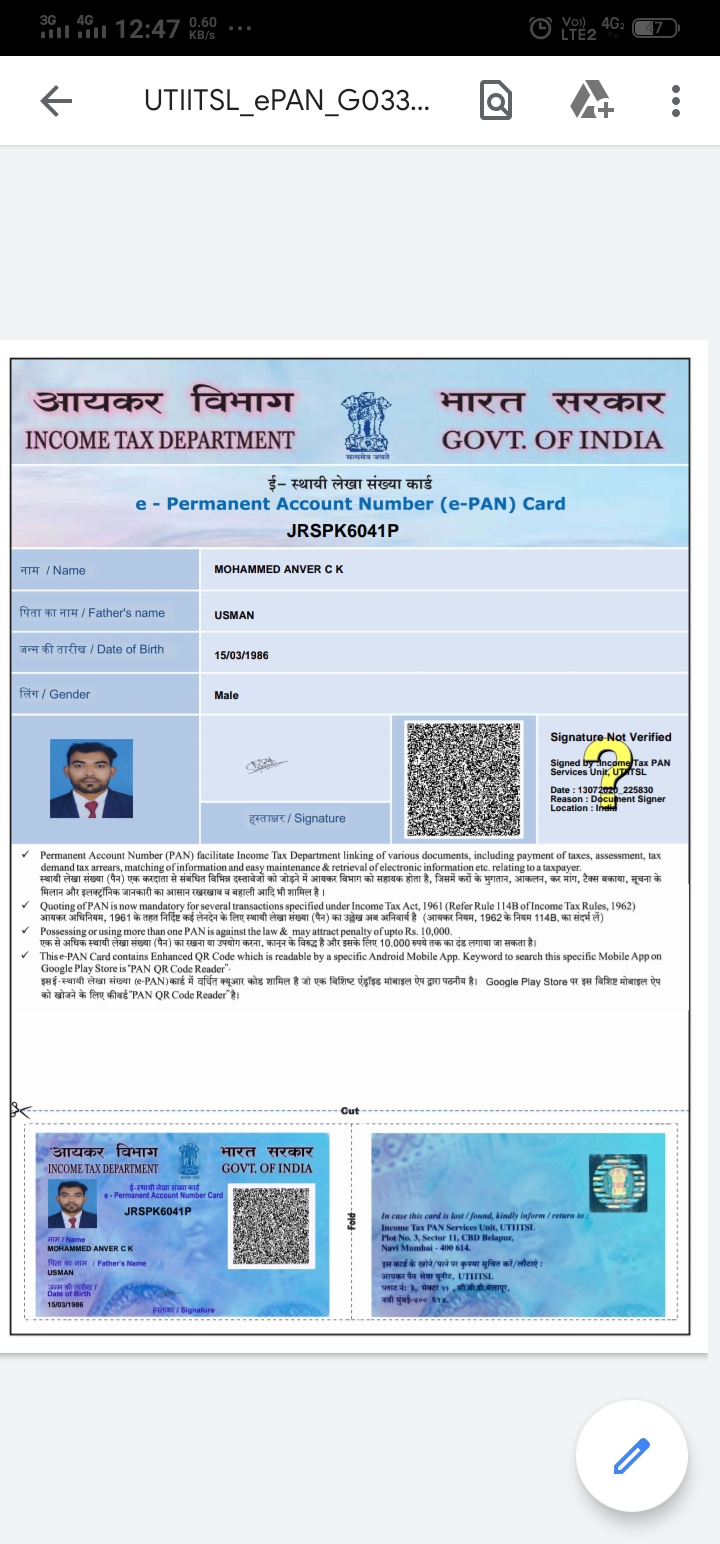 3G 4G 12:47 0.60 KB/s ... Vo) LTE2 4G2 47
UTIITSL_ePAN_G033...
आयकर विभाग भारत सरकार
INCOME TAX DEPARTMENT GOVT. OF INDIA
सत्यमेव जयते
ई- स्थायी लेखा संख्या कार्ड
e - Permanent Account Number (e-PAN) Card
JRSPK6041P
नाम / Name MOHAMMED ANVER C K
पिता का नाम / Father's name USMAN
जन्म की तारीख / Date of Birth 15/03/1986
लिंग / Gender Male
हस्ताक्षर / Signature
Signature Not Verified
?
Signed by :Income Tax PAN
Services Unit, UTIITSL
Date : 13072020_225830
Reason : Document Signer
Location : India
✓ Permanent Account Number (PAN) facilitate Income Tax Department linking of various documents, including payment of taxes, assessment, tax
demand tax arrears, matching of information and easy maintenance & retrieval of electronic information etc. relating to a taxpayer.
स्थायी लेखा संख्या (पैन) एक करदाता से संबंधित विभिन्न दस्तावेजों को जोड़ने में आयकर विभाग को सहायक होता है, जिसमें करों के भुगतान, आकलन, कर मांग, टैक्स बकाया, सूचना के
मिलान और इलक्ट्रॉनिक जानकारी का आसान रखरखाव व बहाली आदि भी शामिल है।
✓ Quoting of PAN is now mandatory for several transactions specified under Income Tax Act, 1961 (Refer Rule 114B of Income Tax Rules, 1962)
आयकर अधिनियम, 1961 के तहत निर्दिष्ट कई लेनदेन के लिए स्थायी लेखा संख्या (पैन) का उल्लेख अब अनिवार्य है (आयकर नियम, 1962 के नियम 114B, का संदर्भ लें)
✓ Possessing or using more than one PAN is against the law & may attract penalty of upto Rs. 10,000.
एक से अधिक स्थायी लेखा संख्या (पैन) का रखना या उपयोग करना, कानून के विरुद्ध है और इसके लिए 10,000 रुपये तक का दंड लगाया जा सकता है।
✓ This e-PAN Card contains Enhanced QR Code which is readable by a specific Android Mobile App. Keyword to search this specific Mobile App on
Google Play Store is "PAN QR Code Reader".
इसई-स्थायी लेखा संख्या (e-PAN) कार्ड में वर्धित क्यूआर कोड शामिल है जो एक विशिष्ट एंड्रॉइड मोबाइल ऐप द्वारा पठनीय है। Google Play Store पर इस विशिष्ट मोबाइल ऐप
को खोजने के लिए कीवर्ड "PAN QR Code Reader" है।
Cut
आयकर विभाग भारत सरकार
INCOME TAX DEPARTMENT GOVT. OF INDIA
ई-स्थायी लेखा संख्या कार्ड
e - Permanent Account Number Card
JRSPK6041P
नाम / Name
MOHAMMED ANVER C K
पिता का नाम / Father's Name
USMAN
जन्म की तारीख /
Date of Birth
15/03/1986
हस्ताक्षर / Signature
Fold
In case this card is lost / found, kindly inform / return to :
Income Tax PAN Services Unit, UTIITSL
Plot No. 3, Sector 11, CBD Belapur,
Navi Mumbai - 400 614.
इस कार्ड के खोने/पाने पर कृपया सूचित करें/लौटाएं :
आयकर पैन सेवा यूनीट, UTIITSL
प्लाट नं: ३, सेक्टर ११ , सी.बी.डी.बेलापूर,
नवी मुंबई-४०० ६१४.